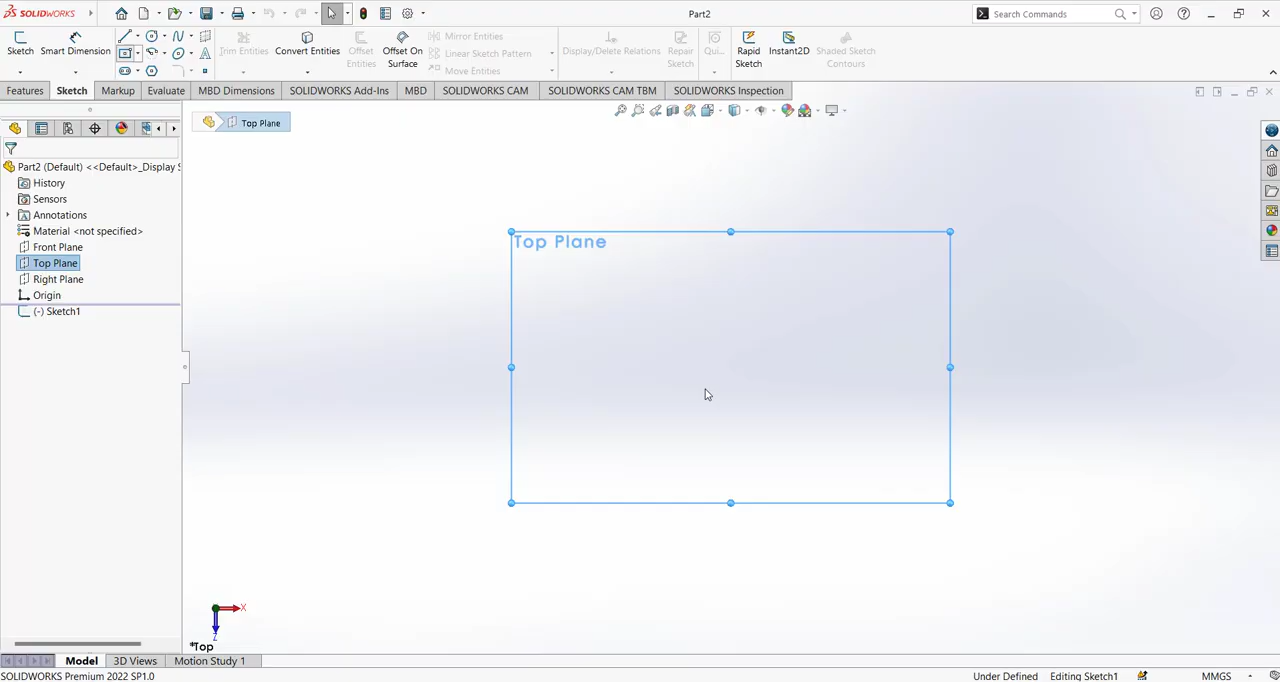 SOLIDWORKS
Part2
Search Commands
Sketch
Smart Dimension
Trim Entities
Convert Entities
Offset Entities
Offset On Surface
Mirror Entities
Linear Sketch Pattern
Move Entities
Display/Delete Relations
Repair Sketch
Qui...
Rapid Sketch
Instant2D
Shaded Sketch Contours
Features
Sketch
Markup
Evaluate
MBD Dimensions
SOLIDWORKS Add-Ins
MBD
SOLIDWORKS CAM
SOLIDWORKS CAM TBM
SOLIDWORKS Inspection
Top Plane
Part2 (Default) <<Default>_Display S
History
Sensors
Annotations
Material <not specified>
Front Plane
Top Plane
Right Plane
Origin
(-) Sketch1
Top Plane
X
Z
*Top
Model
3D Views
Motion Study 1
SOLIDWORKS Premium 2022 SP1.0
Under Defined
Editing Sketch1
MMGS